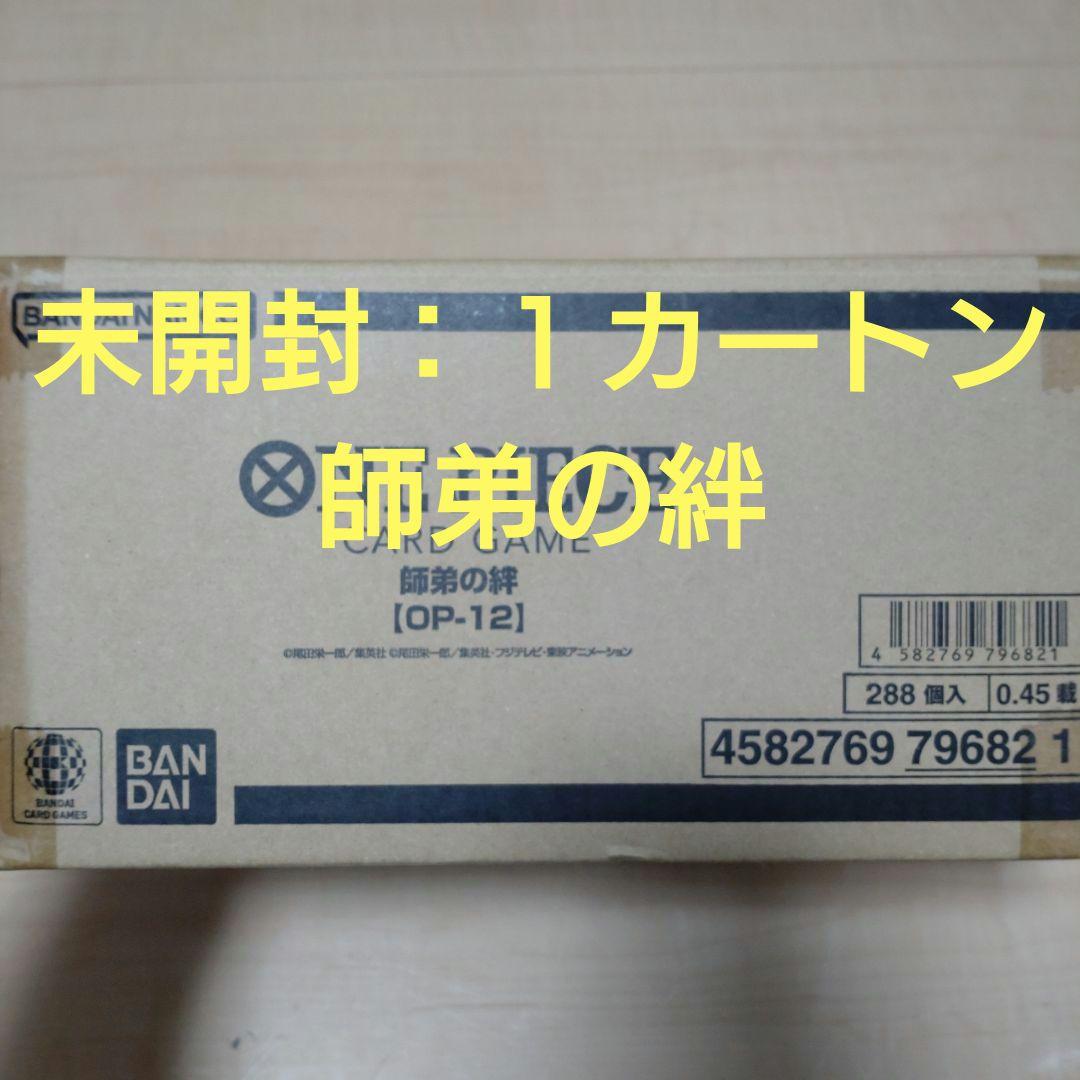 未開封：１カートン
師弟の絆
CARD GAME
師弟の絆
【OP-12】
©尾田栄一郎／集英社 ©尾田栄一郎／集英社・フジテレビ・東映アニメーション
4 582769 796821
288 個入 0.45 載
4582769 79682 1
BANDAI
CARD GAMES
BAN
DAI